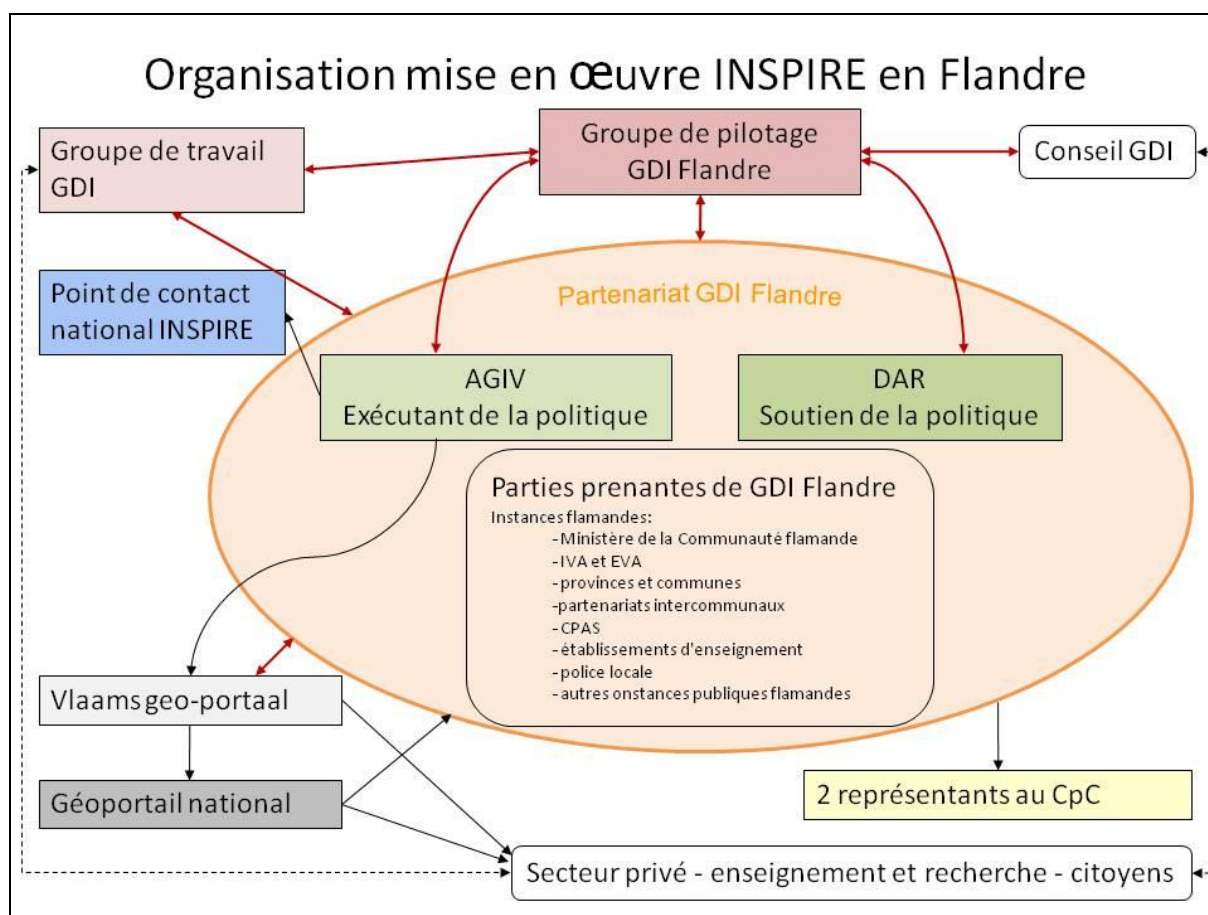 Organisation mise en œuvre INSPIRE en Flandre
Groupe de travail
GDI
Groupe de pilotage
GDI Flandre
Conseil GDI
Point de contact
national INSPIRE
Partenariat GDI Flandre
AGIV
Exécutant de la politique
DAR
Soutien de la politique
Parties prenantes de GDI Flandre
Instances flamandes:
-Ministère de la Communauté flamande
-IVA et EVA
-provinces et communes
-partenariats intercommunaux
-CPAS
-établissements d'enseignement
-police locale
-autres onstances publiques flamandes
Vlaams geo-portaal
Géoportail national
2 représentants au CpC
Secteur privé - enseignement et recherche - citoyens